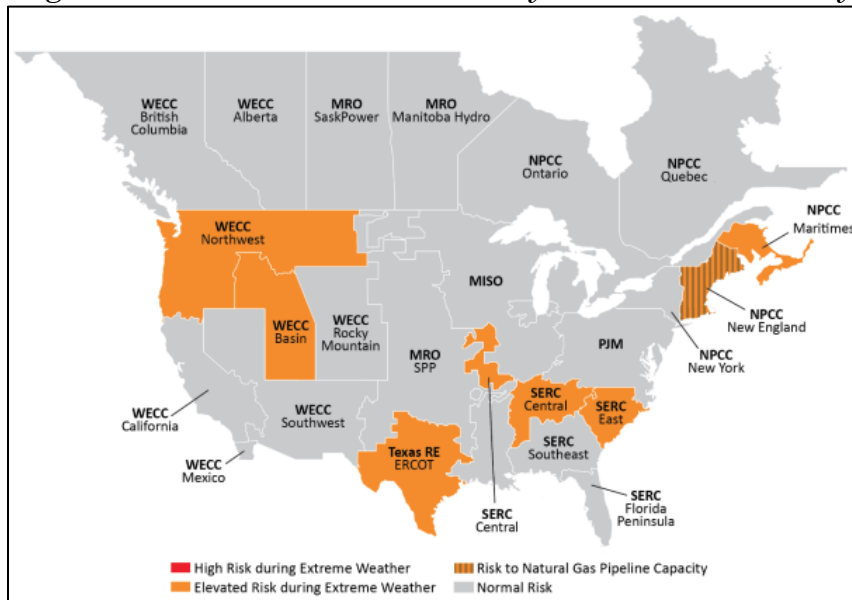 WECC
British
Columbia
WECC
Alberta
MRO
SaskPower
MRO
Manitoba Hydro
NPCC
Ontario
NPCC
Quebec
NPCC
Maritimes
WECC
Northwest
MISO
NPCC
New England
WECC
Basin
WECC
Rocky
Mountain
PJM
NPCC
New York
MRO
SPP
WECC
California
WECC
Southwest
SERC
Central
SERC
East
WECC
Mexico
Texas RE
ERCOT
SERC
Southeast
SERC
Central
SERC
Florida
Peninsula
High Risk during Extreme Weather
Risk to Natural Gas Pipeline Capacity
Elevated Risk during Extreme Weather
Normal Risk